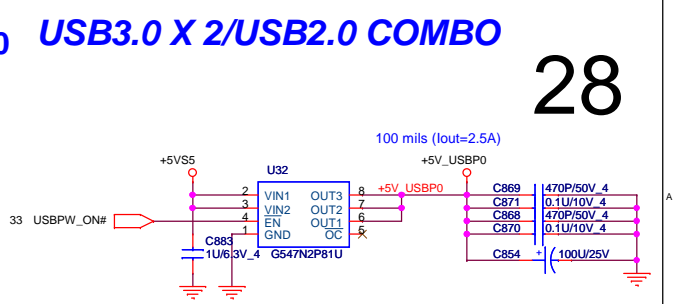 0 USB3.0 X 2/USB2.0 COMBO
28
100 mils (Iout=2.5A)
+5VS5
U32
+5V_USBP0
2 VIN1 OUT3 8 +5V_USBP0
3 VIN2 OUT2 7
4 EN OUT1 6
1 GND OC 5
G547N2P81U
33 USBPW_ON#
C883
1U/6.3V_4
C869 470P/50V_4
C871 0.1U/10V_4
C868 470P/50V_4
C870 0.1U/10V_4
C854 + 100U/25V
A